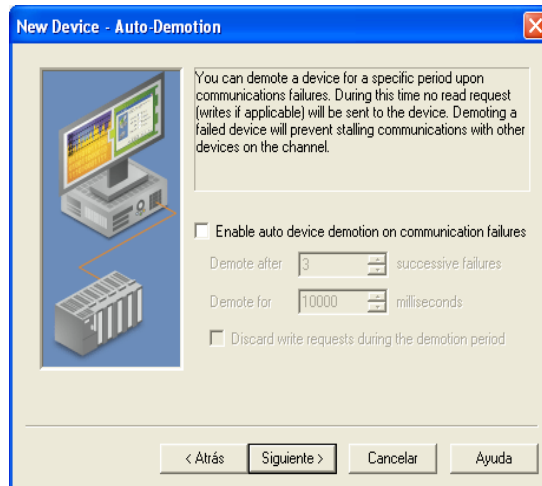 New Device - Auto-Demotion
You can demote a device for a specific period upon
communications failures. During this time no read request
(writes if applicable) will be sent to the device. Demoting a
failed device will prevent stalling communications with other
devices on the channel.
Enable auto device demotion on communication failures
Demote after 3 successive failures
Demote for 10000 milliseconds
Discard write requests during the demotion period
< Atrás Siguiente > Cancelar Ayuda